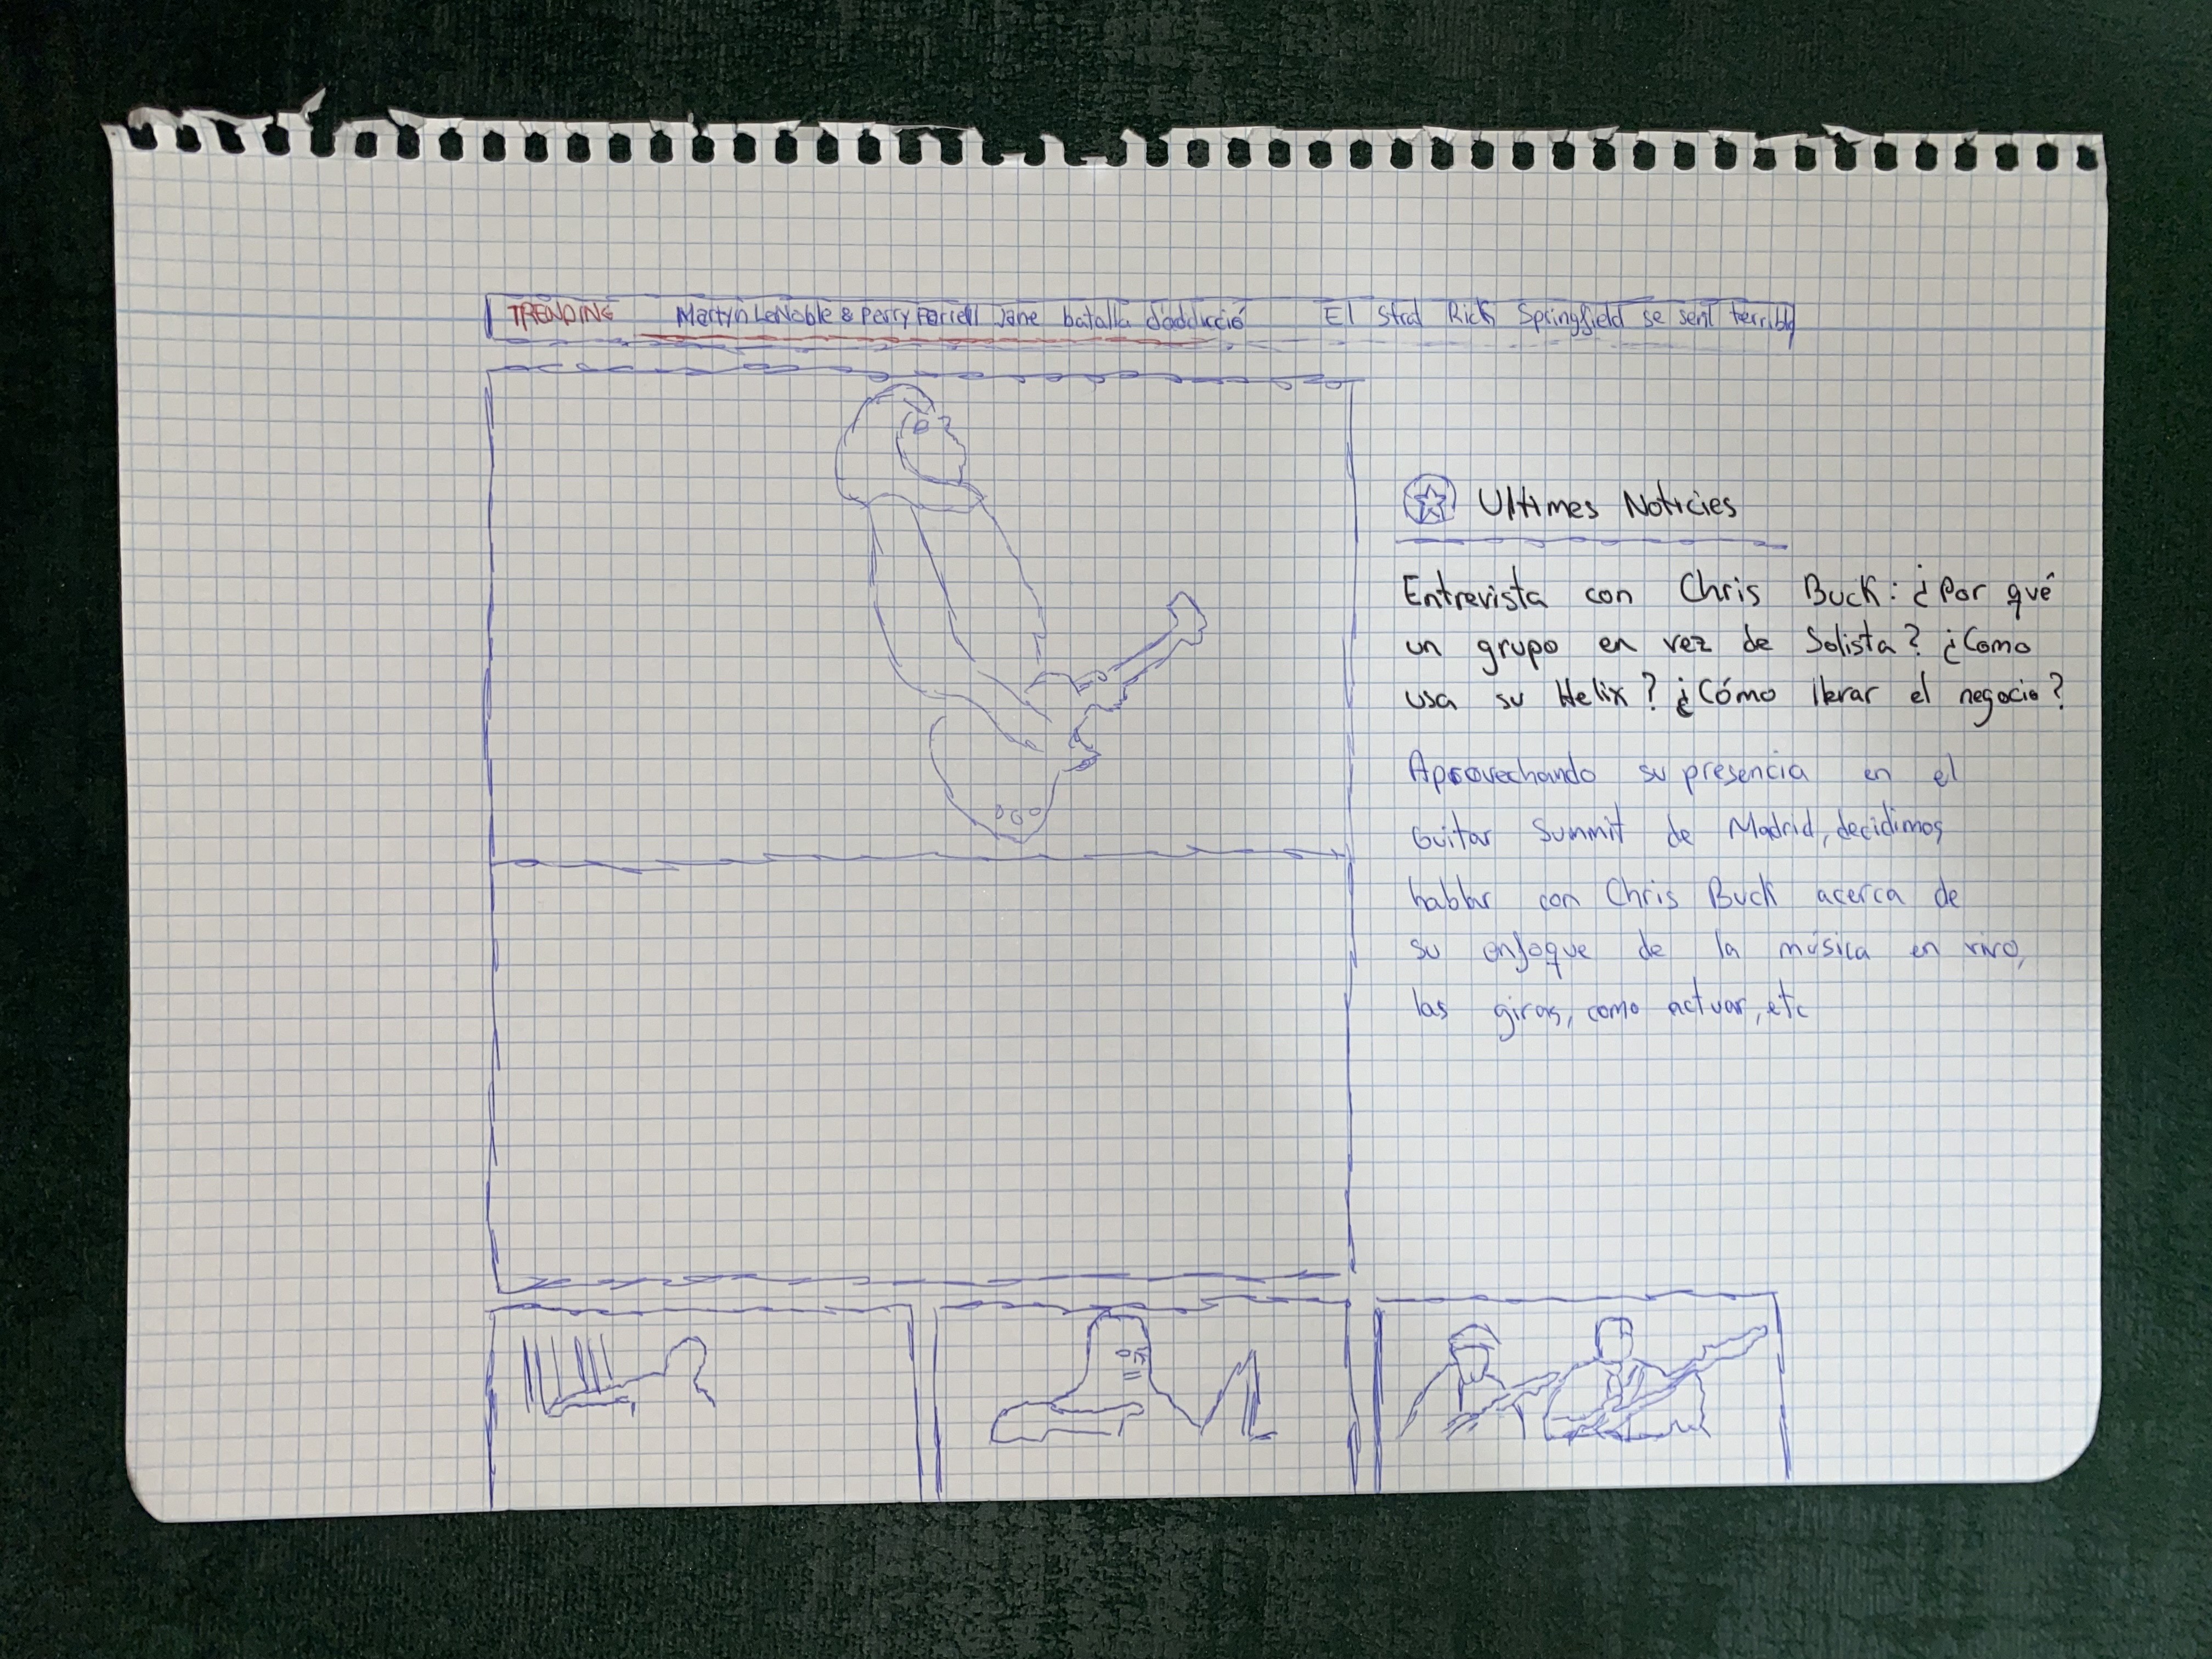 TRENDING Martyn LeNoble & Perry Farrell Jane batalla d'adducció El strat Rick Springfield se sent terrible
Ultimes Noticies
Entrevista con Chris Buck: ¿Por qué
un grupo en vez de Solista? ¿Como
usa su Helix? ¿Cómo llevar el negocio?
Aprovechando su presencia en el
Guitar Summit de Madrid, decidimos
hablar con Chris Buck acerca de
su enfoque de la música en vivo,
las giras, como actuar, etc